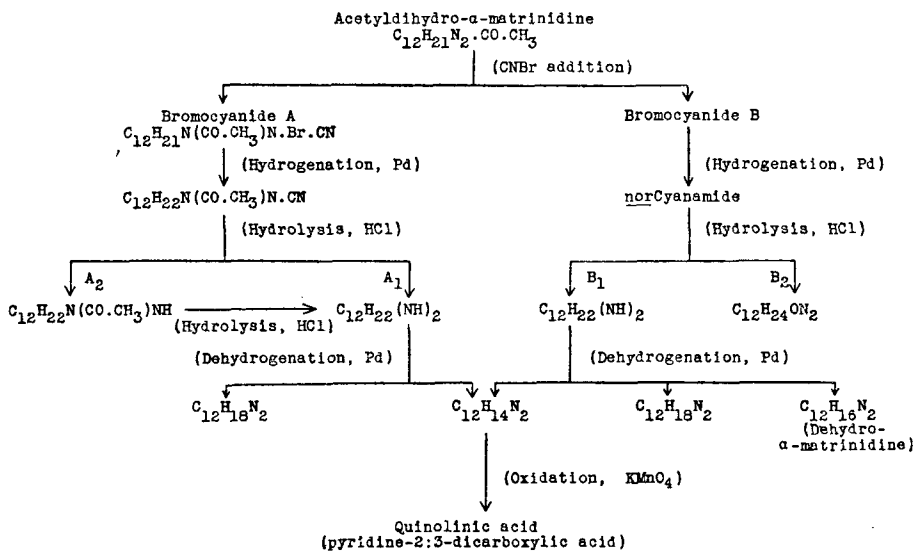 Acetyldihydro-α-matrinidine
C12H21N2.CO.CH3
(CNBr addition)
Bromocyanide A
C12H21N(CO.CH3)N.Br.CN
Bromocyanide B
(Hydrogenation, Pd)
(Hydrogenation, Pd)
C12H22N(CO.CH3)N.CN
norCyanamide
(Hydrolysis, HCl)
(Hydrolysis, HCl)
A2
A1
B1
B2
C12H22N(CO.CH3)NH
(Hydrolysis, HCl)
C12H22(NH)2
C12H22(NH)2
C12H24ON2
(Dehydrogenation, Pd)
(Dehydrogenation, Pd)
C12H18N2
C12H14N2
C12H18N2
C12H16N2
(Dehydro-
α-matrinidine)
(Oxidation, KMnO4)
Quinolinic acid
(pyridine-2:3-dicarboxylic acid)